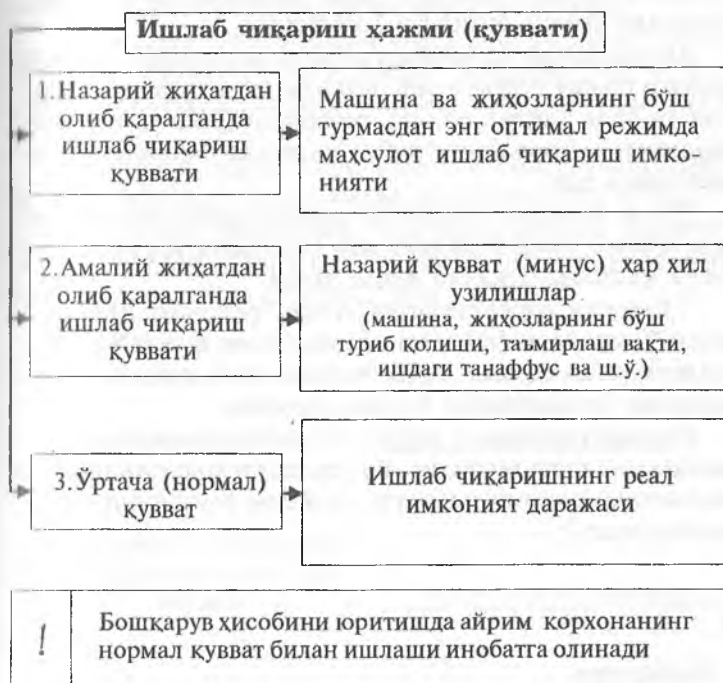 Ишлаб чиқариш ҳажми (қуввати)
1. Назарий жиҳатдан
олиб қаралганда
ишлаб чиқариш
қуввати
Машина ва жиҳозларнинг бўш
турмасдан энг оптимал режимда
маҳсулот ишлаб чиқариш имко-
нияти
2. Амалий жиҳатдан
олиб қаралганда
ишлаб чиқариш
қуввати
Назарий қувват (минус) ҳар хил
узилишлар
(машина, жиҳозларнинг бўш
туриб қолиши, таъмирлаш вақти,
ишдаги танаффус ва ш.ў.)
3. Ўртача (нормал)
қувват
Ишлаб чиқаришнинг реал
имконият даражаси
!
Бошқарув ҳисобини юритишда айрим корхонанинг
нормал қувват билан ишлаши инобатга олинади